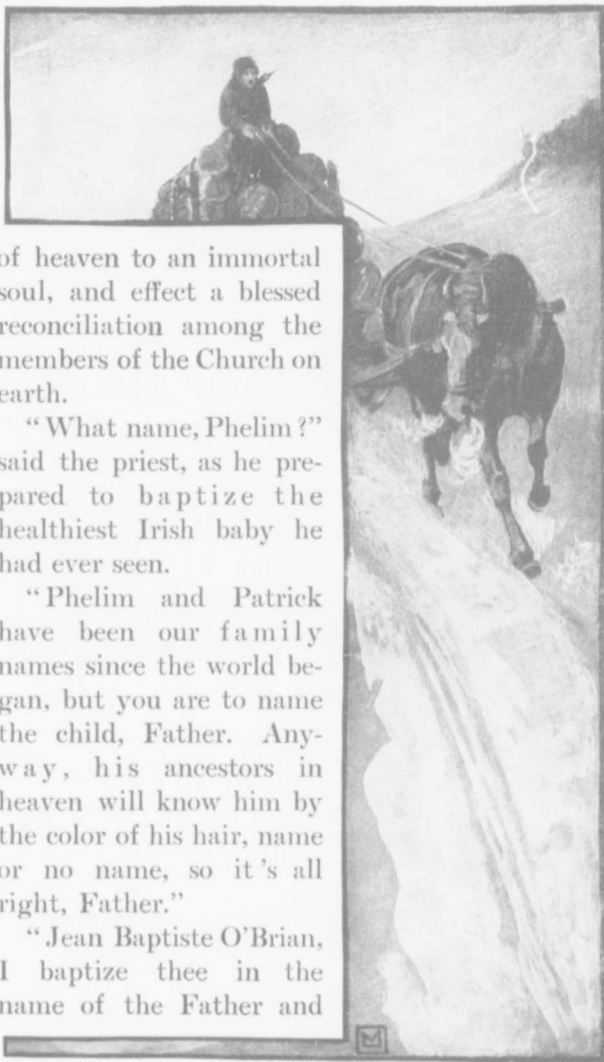 of heaven to an immortal
soul, and effect a blessed
reconciliation among the
members of the Church on
earth.
"What name, Phelim?"
said the priest, as he pre-
pared to baptize the
healthiest Irish baby he
had ever seen.
"Phelim and Patrick
have been our family
names since the world be-
gan, but you are to name
the child, Father. Any-
way, his ancestors in
heaven will know him by
the color of his hair, name
or no name, so it's all
right, Father."
"Jean Baptiste O'Brian,
I baptize thee in the
name of the Father and